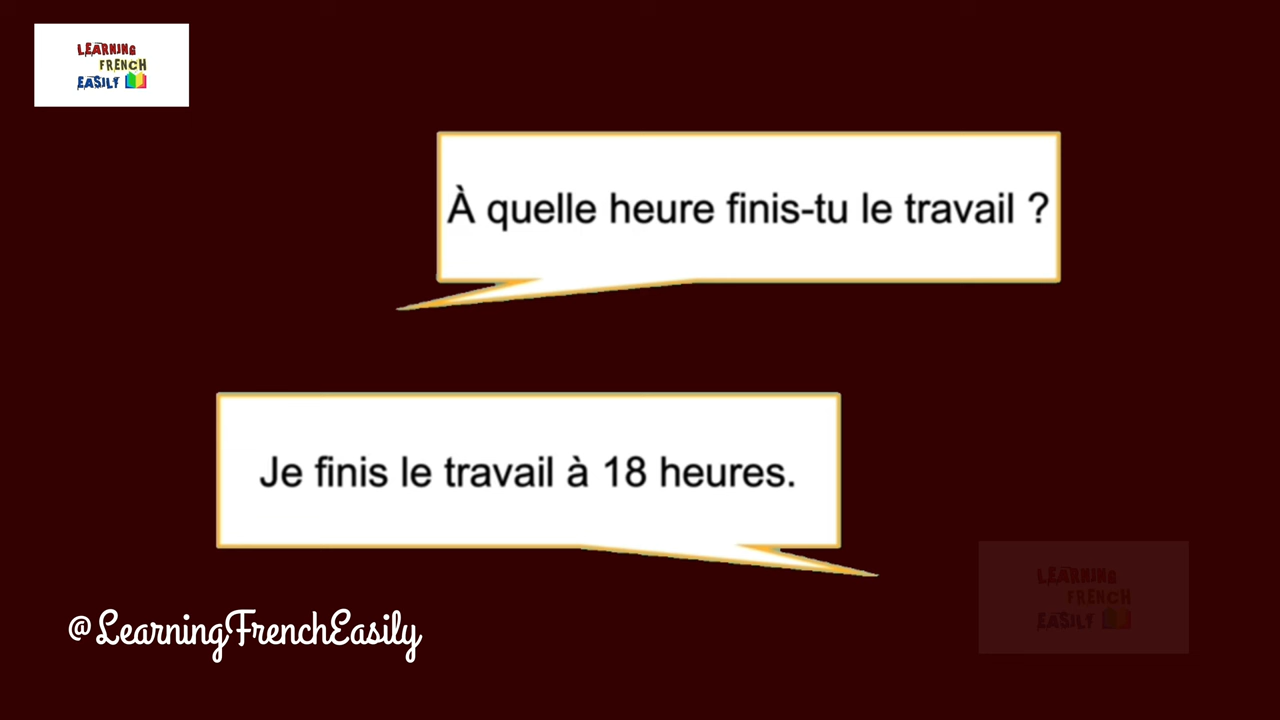 LEARNING
FRENCH
EASILY
À quelle heure finis-tu le travail ?
Je finis le travail à 18 heures.
@LearningFrenchEasily
LEARNING
FRENCH
EASILY